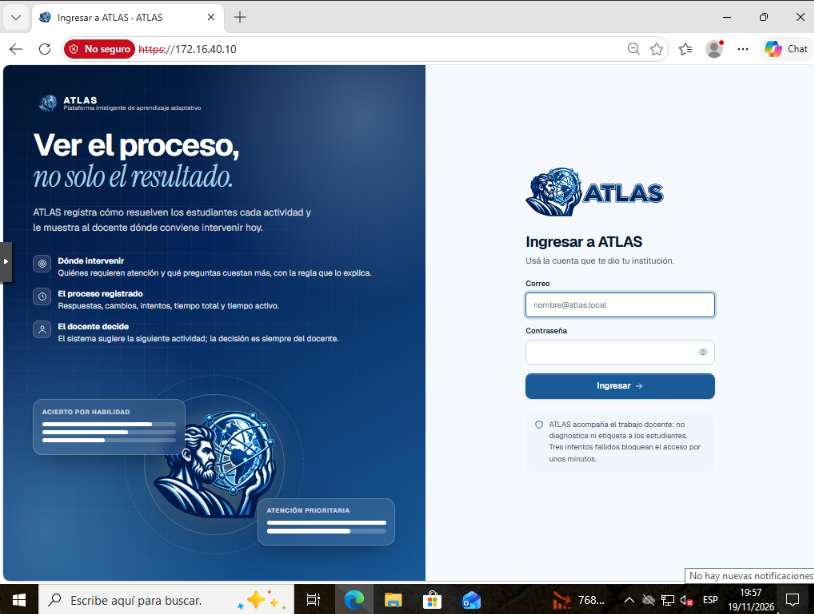 Ingresar a ATLAS · ATLAS
No seguro
https://172.16.40.10
Chat
ATLAS
Plataforma inteligente de aprendizaje adaptativo
Ver el proceso,
no solo el resultado.
ATLAS registra cómo resuelven los estudiantes cada actividad y
le muestra al docente dónde conviene intervenir hoy.
Dónde intervenir
Quiénes requieren atención y qué preguntas cuestan más, con la regla que lo explica.
El proceso registrado
Respuestas, cambios, intentos, tiempo total y tiempo activo.
El docente decide
El sistema sugiere la siguiente actividad; la decisión es siempre del docente.
ACIERTO POR HABILIDAD
ATENCIÓN PRIORITARIA
ATLAS
Ingresar a ATLAS
Usá la cuenta que te dio tu institución.
Correo
nombre@atlas.local
Contraseña
Ingresar →
ATLAS acompaña el trabajo docente: no
diagnostica ni etiqueta a los estudiantes.
Tres intentos fallidos bloquean el acceso por
unos minutos.
No hay nuevas notificaciones
Escribe aquí para buscar.
768...
ESP
19:57
19/11/2026